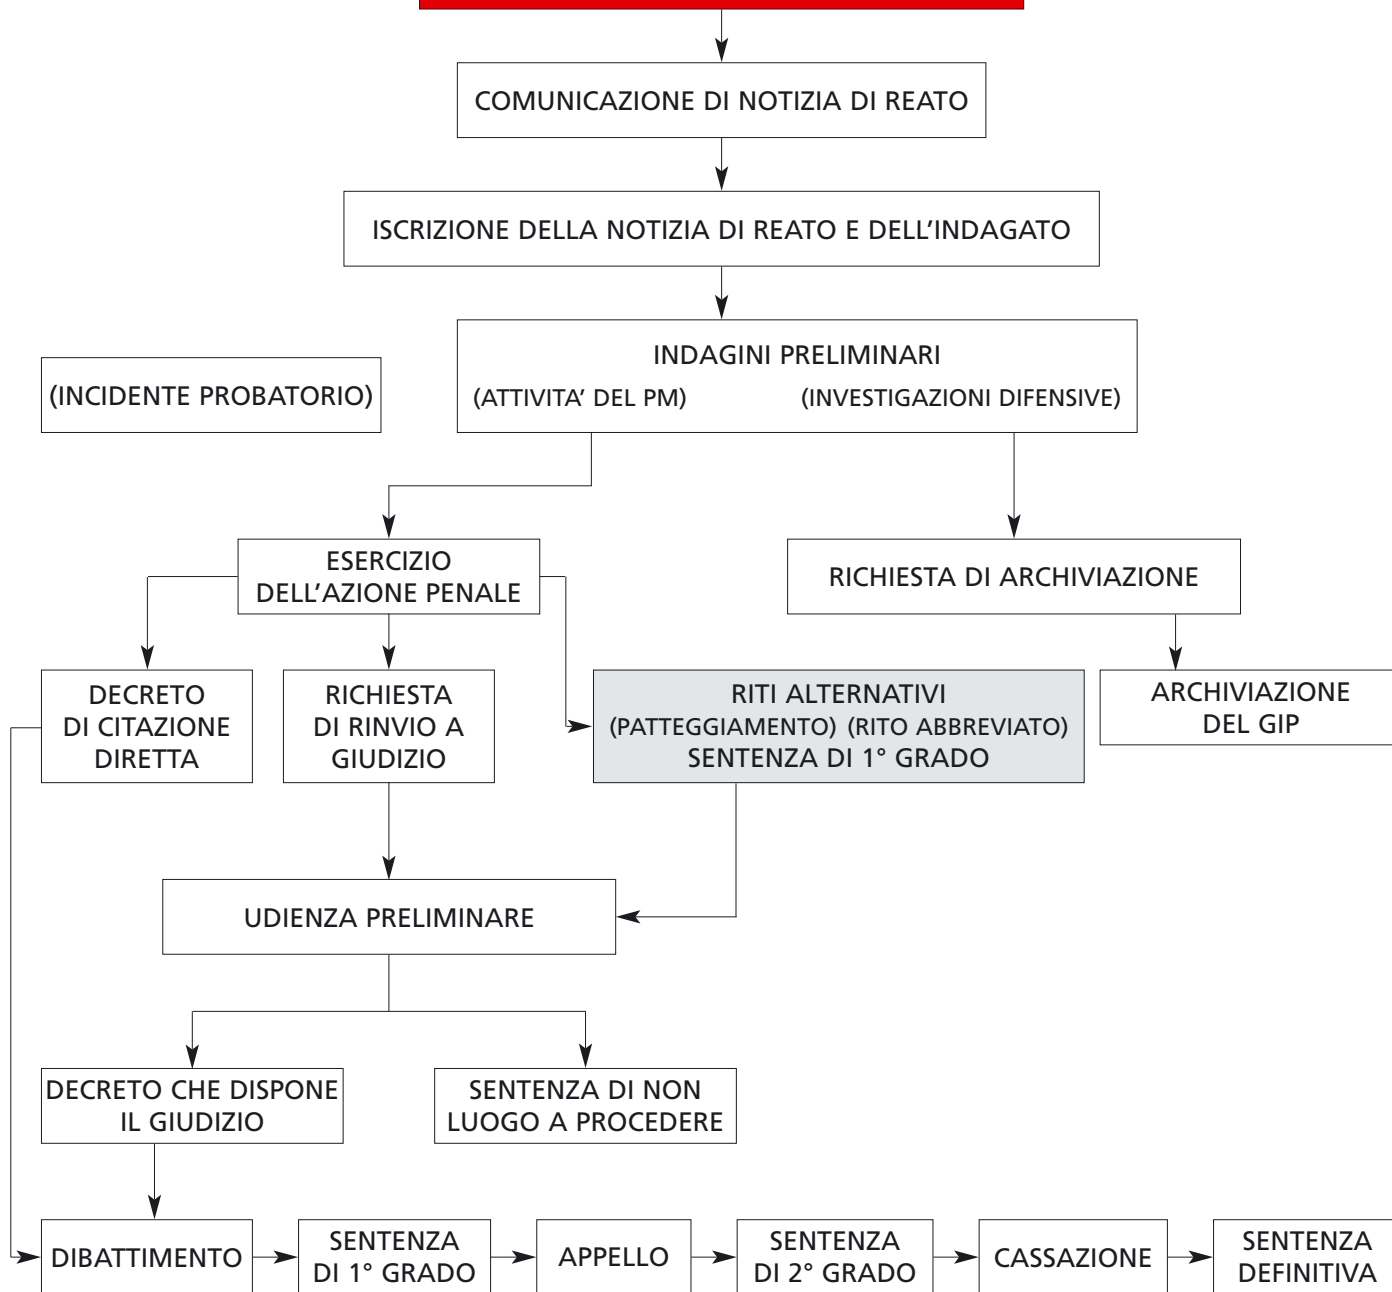 COMUNICAZIONE DI NOTIZIA DI REATO
ISCRIZIONE DELLA NOTIZIA DI REATO E DELL'INDAGATO
INDAGINI PRELIMINARI
(ATTIVITA' DEL PM) (INVESTIGAZIONI DIFENSIVE)
(INCIDENTE PROBATORIO)
ESERCIZIO
DELL'AZIONE PENALE
RICHIESTA DI ARCHIVIAZIONE
DECRETO
DI CITAZIONE
DIRETTA
RICHIESTA
DI RINVIO A
GIUDIZIO
RITI ALTERNATIVI
(PATTEGGIAMENTO) (RITO ABBREVIATO)
SENTENZA DI 1° GRADO
ARCHIVIAZIONE
DEL GIP
UDIENZA PRELIMINARE
DECRETO CHE DISPONE
IL GIUDIZIO
SENTENZA DI NON
LUOGO A PROCEDERE
DIBATTIMENTO
SENTENZA
DI 1° GRADO
APPELLO
SENTENZA
DI 2° GRADO
CASSAZIONE
SENTENZA
DEFINITIVA